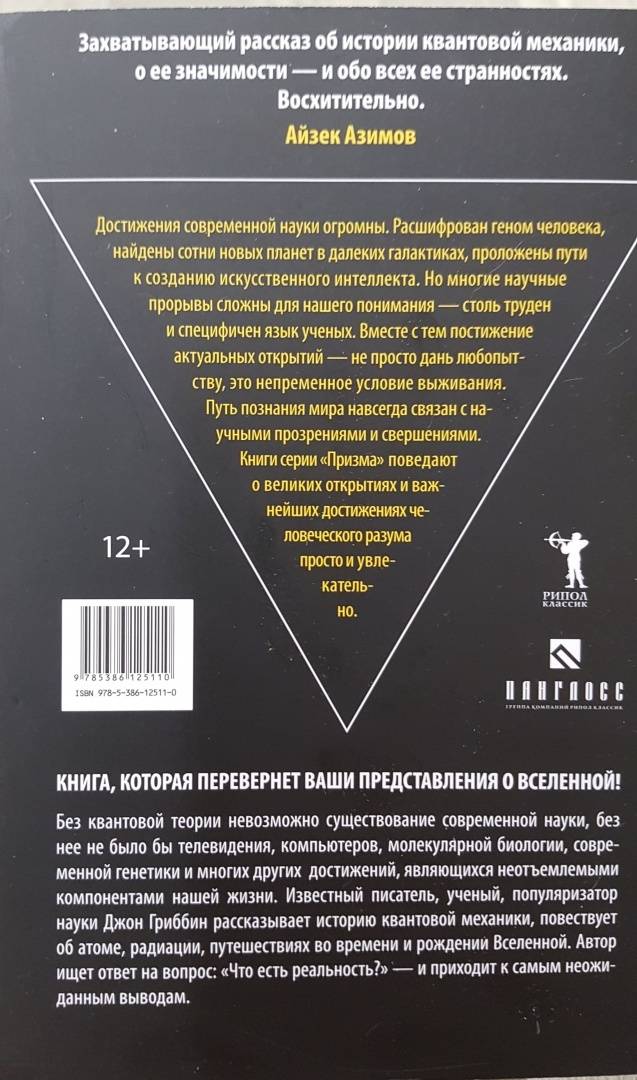 Захватывающий рассказ об истории квантовой механики,
о ее значимости — и обо всех ее странностях.
Восхитительно.
Айзек Азимов
Достижения современной науки огромны. Расшифрован геном человека,
найдены сотни новых планет в далеких галактиках, проложены пути
к созданию искусственного интеллекта. Но многие научные
прорывы сложны для нашего понимания — столь труден
и специфичен язык ученых. Вместе с тем постижение
актуальных открытий — не просто дань любопыт-
ству, это непременное условие выживания.
Путь познания мира навсегда связан с на-
учными прозрениями и свершениями.
Книги серии «Призма» поведают
о великих открытиях и важ-
нейших достижениях че-
ловеческого разума
просто и увле-
катель-
но.
12+
РИПОЛ
КЛАССИК
9 785386 125110
ISBN 978-5-386-12511-0
ПАНГЛОСС
ГРУППА КОМПАНИЙ РИПОЛ КЛАССИК
КНИГА, КОТОРАЯ ПЕРЕВЕРНЕТ ВАШИ ПРЕДСТАВЛЕНИЯ О ВСЕЛЕННОЙ!
Без квантовой теории невозможно существование современной науки, без
нее не было бы телевидения, компьютеров, молекулярной биологии, совре-
менной генетики и многих других достижений, являющихся неотъемлемыми
компонентами нашей жизни. Известный писатель, ученый, популяризатор
науки Джон Гриббин рассказывает историю квантовой механики, повествует
об атоме, радиации, путешествиях во времени и рождении Вселенной. Автор
ищет ответ на вопрос: «Что есть реальность?» — и приходит к самым неожи-
данным выводам.